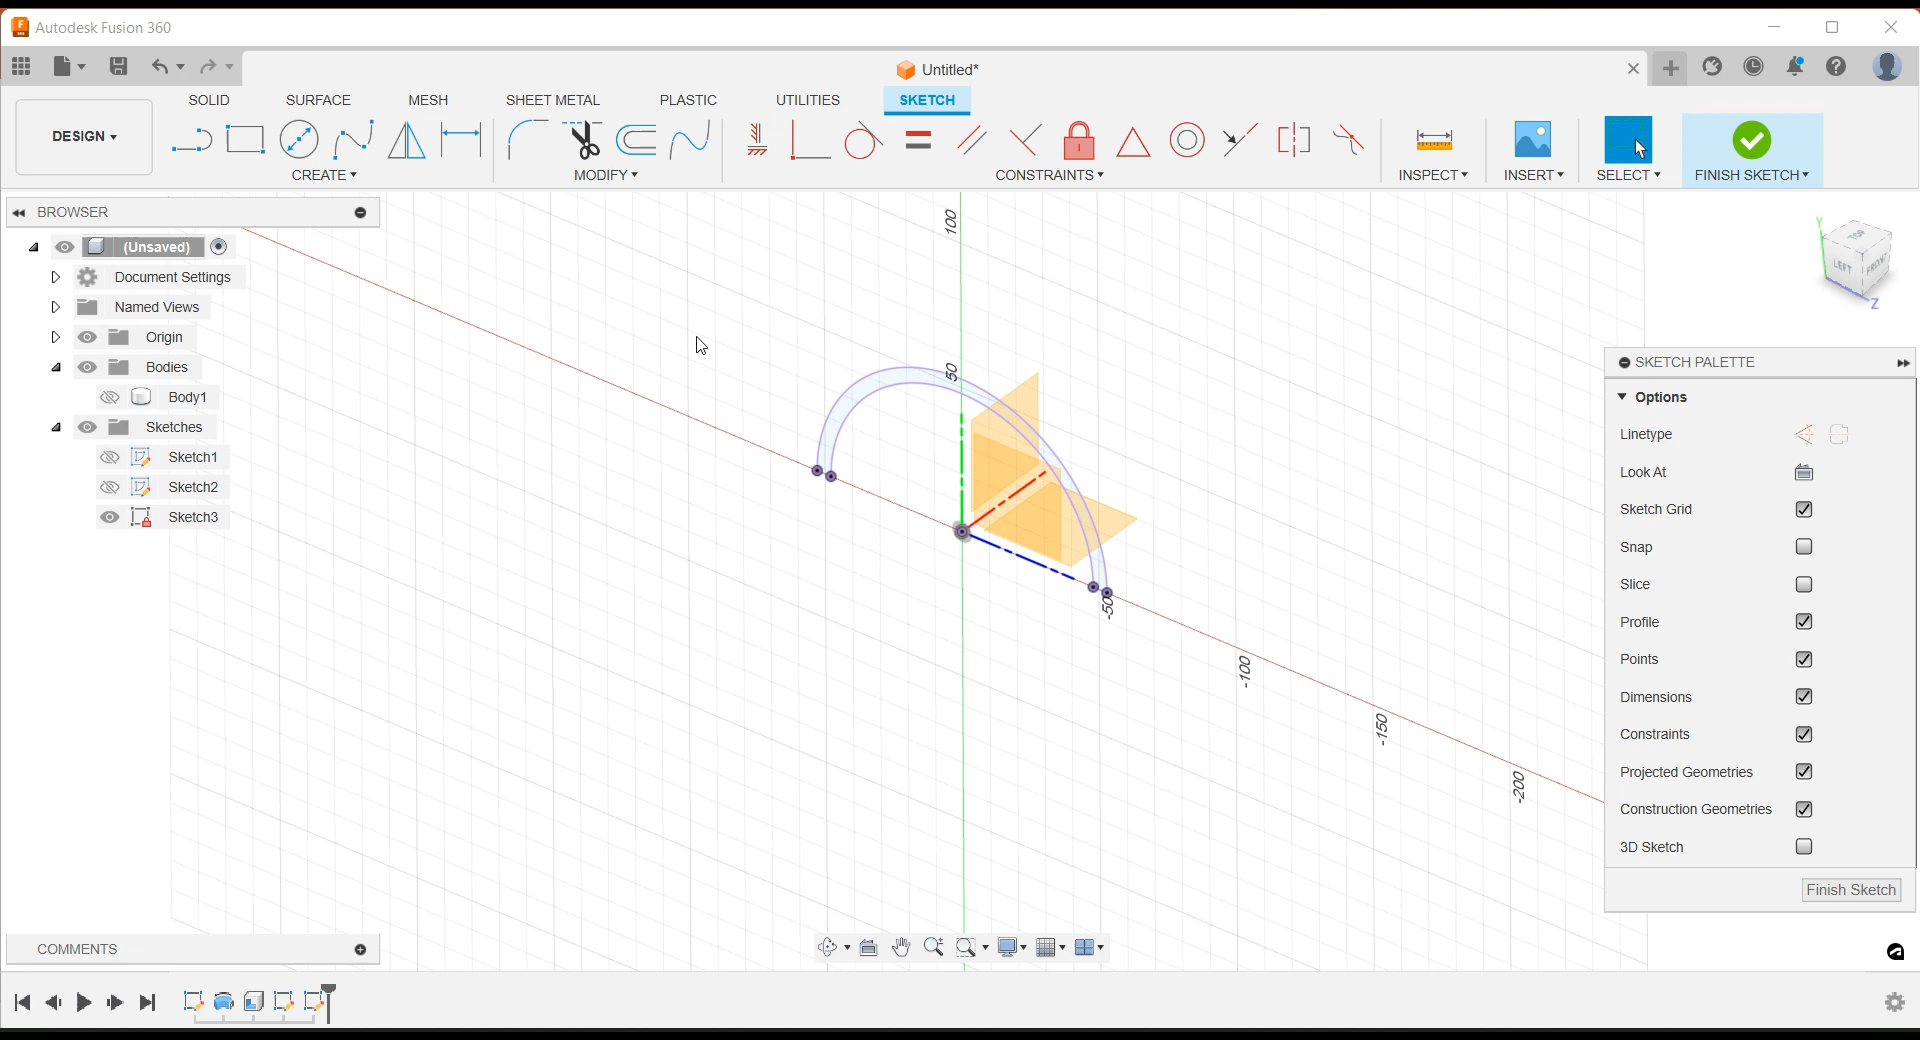 Autodesk Fusion 360
Untitled*
DESIGN
SOLID
SURFACE
MESH
SHEET METAL
PLASTIC
UTILITIES
SKETCH
CREATE
MODIFY
CONSTRAINTS
INSPECT
INSERT
SELECT
FINISH SKETCH
BROWSER
(Unsaved)
Document Settings
Named Views
Origin
Bodies
Body1
Sketches
Sketch1
Sketch2
Sketch3
100
50
-50
-100
-150
-200
Y
TOP
LEFT
FRONT
Z
SKETCH PALETTE
Options
Linetype
Look At
Sketch Grid
Snap
Slice
Profile
Points
Dimensions
Constraints
Projected Geometries
Construction Geometries
3D Sketch
Finish Sketch
COMMENTS